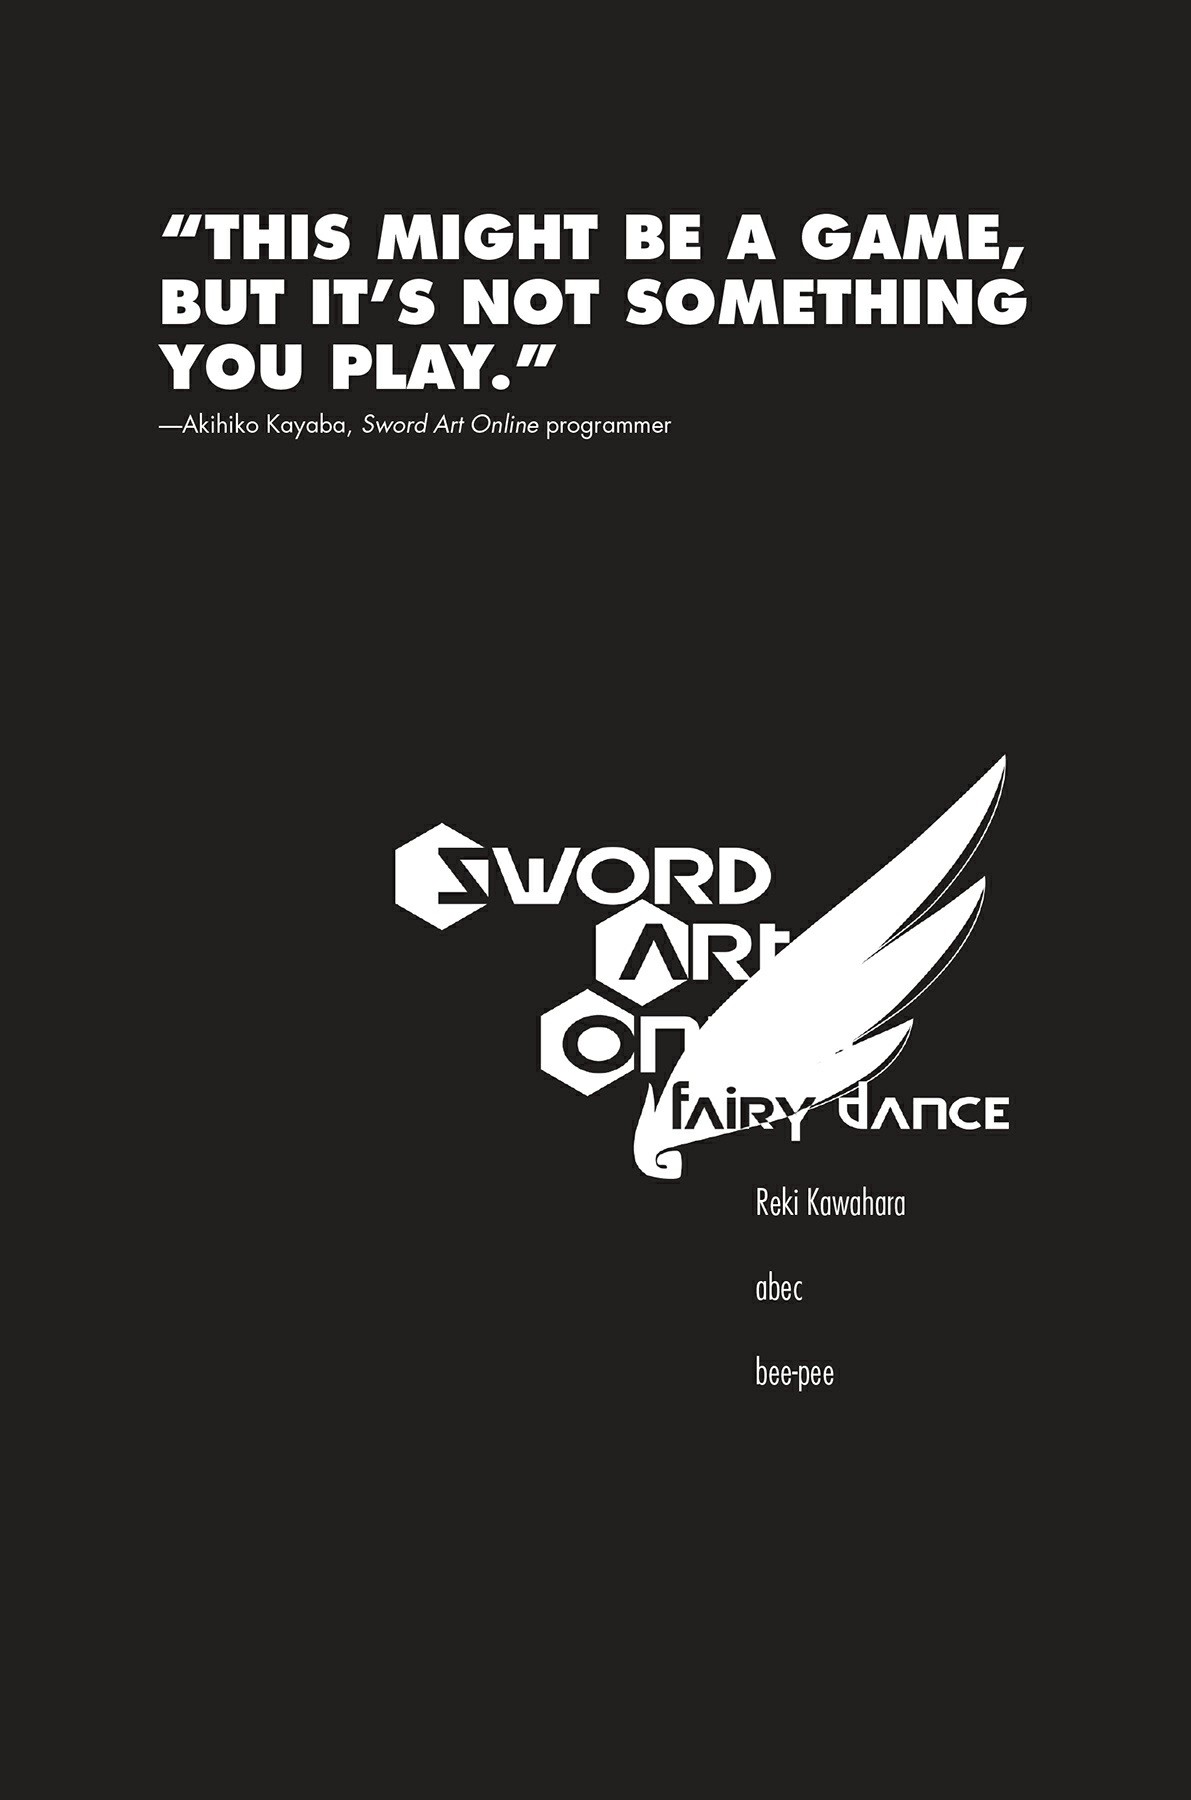 “THIS MIGHT BE A GAME,
BUT IT’S NOT SOMETHING
YOU PLAY.”
—Akihiko Kayaba, Sword Art Online programmer
SWORD
ART
On
fAiRY dAnCE
Reki Kawahara
abec
bee-pee